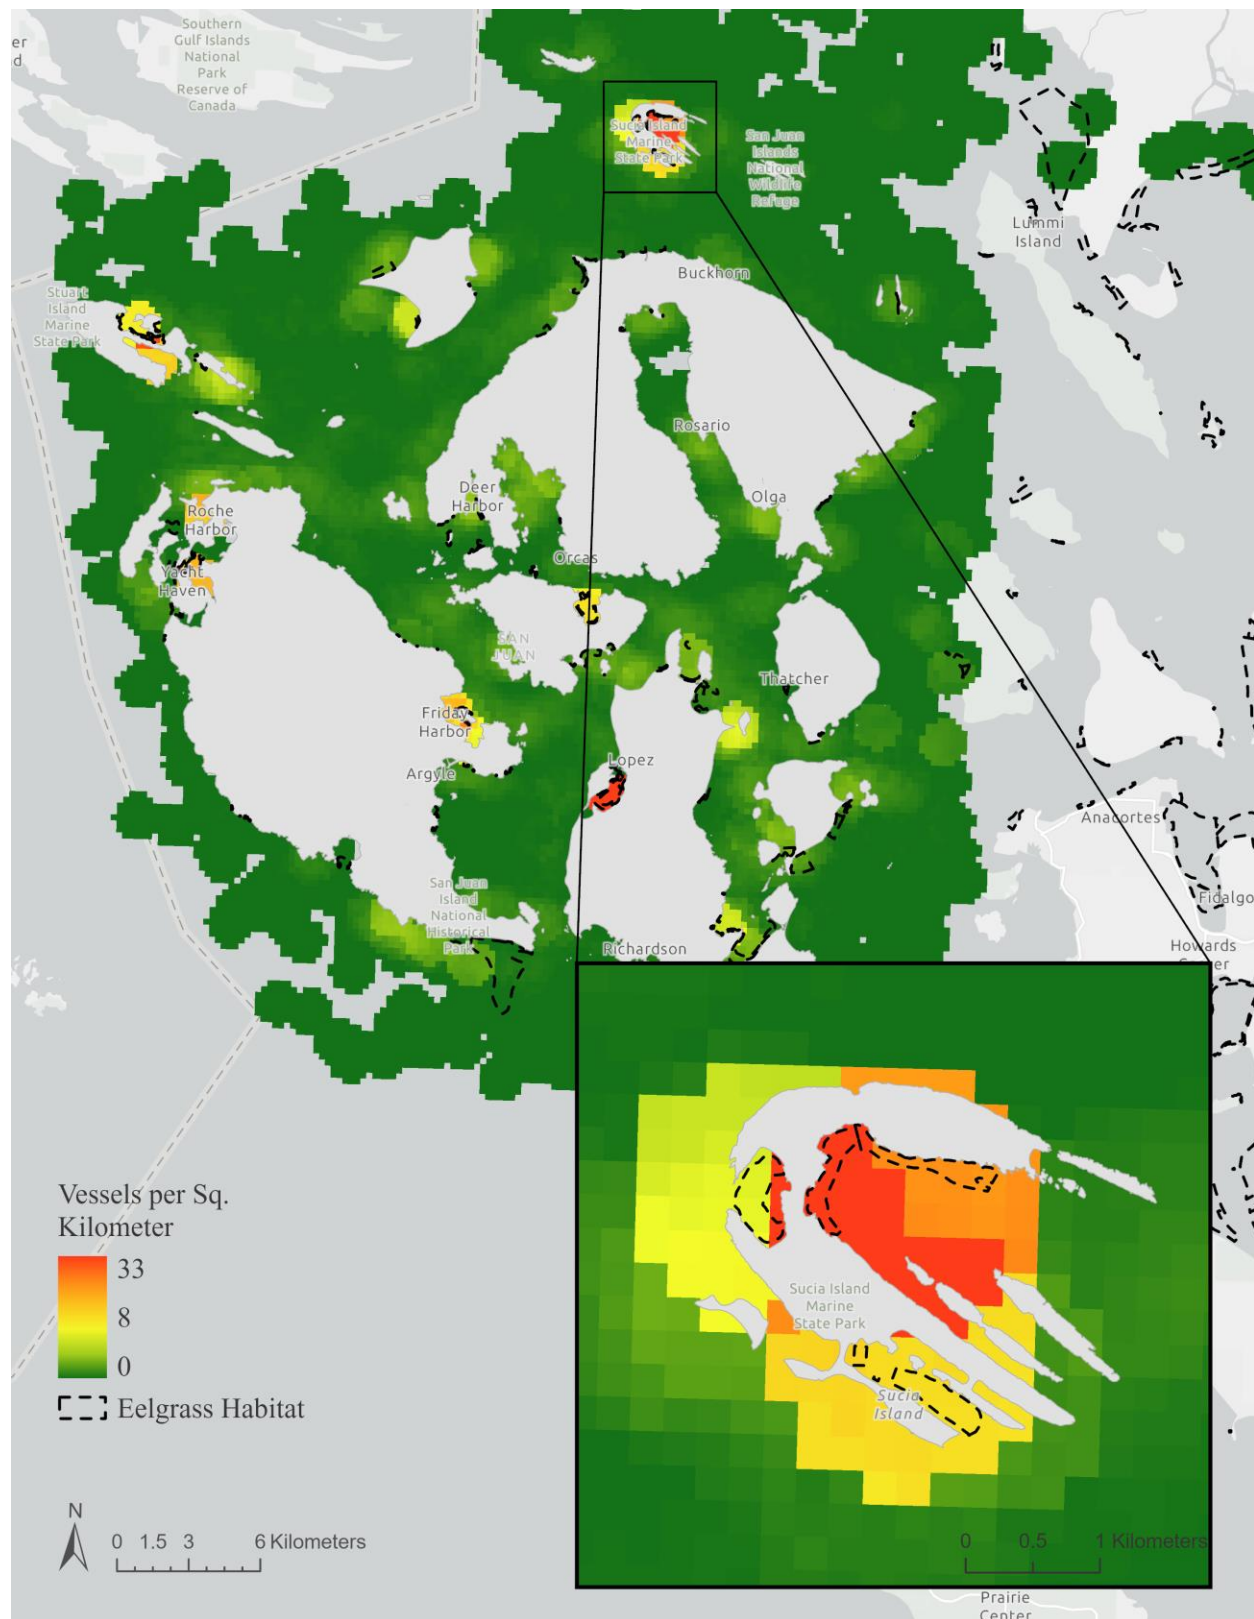 Southern
Gulf Islands
National
Park
Reserve of
Canada
er
d
Sucia Island
Marine
State Park
San Juan
Islands
National
Wildlife
Refuge
Lummi
Island
Buckhorn
Stuart
Island
Marine
State Park
Rosario
Deer
Harbor
Olga
Roche
Harbor
Orcas
Yacht
Haven
SAN
JUAN
Thatcher
Friday
Harbor
Lopez
Argyle
Anacortes
San Juan
Island
National
Historical
Park
Fidalgo
Richardson
Howards
Corner
Vessels per Sq.
Kilometer
33
8
0
Eelgrass Habitat
Sucia Island
Marine
State Park
Sucia
Island
N
0 1.5 3 6 Kilometers
0 0.5 1 Kilometers
Prairie
Center